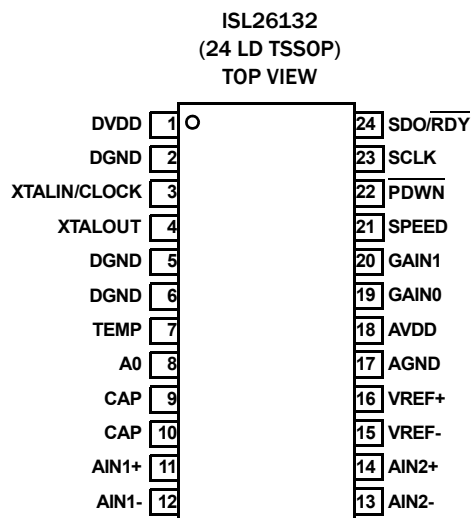 ISL26132
(24 LD TSSOP)
TOP VIEW
DVDD 1 24 SDO/RDY
DGND 2 23 SCLK
XTALIN/CLOCK 3 22 PDWN
XTALOUT 4 21 SPEED
DGND 5 20 GAIN1
DGND 6 19 GAIN0
TEMP 7 18 AVDD
A0 8 17 AGND
CAP 9 16 VREF+
CAP 10 15 VREF-
AIN1+ 11 14 AIN2+
AIN1- 12 13 AIN2-